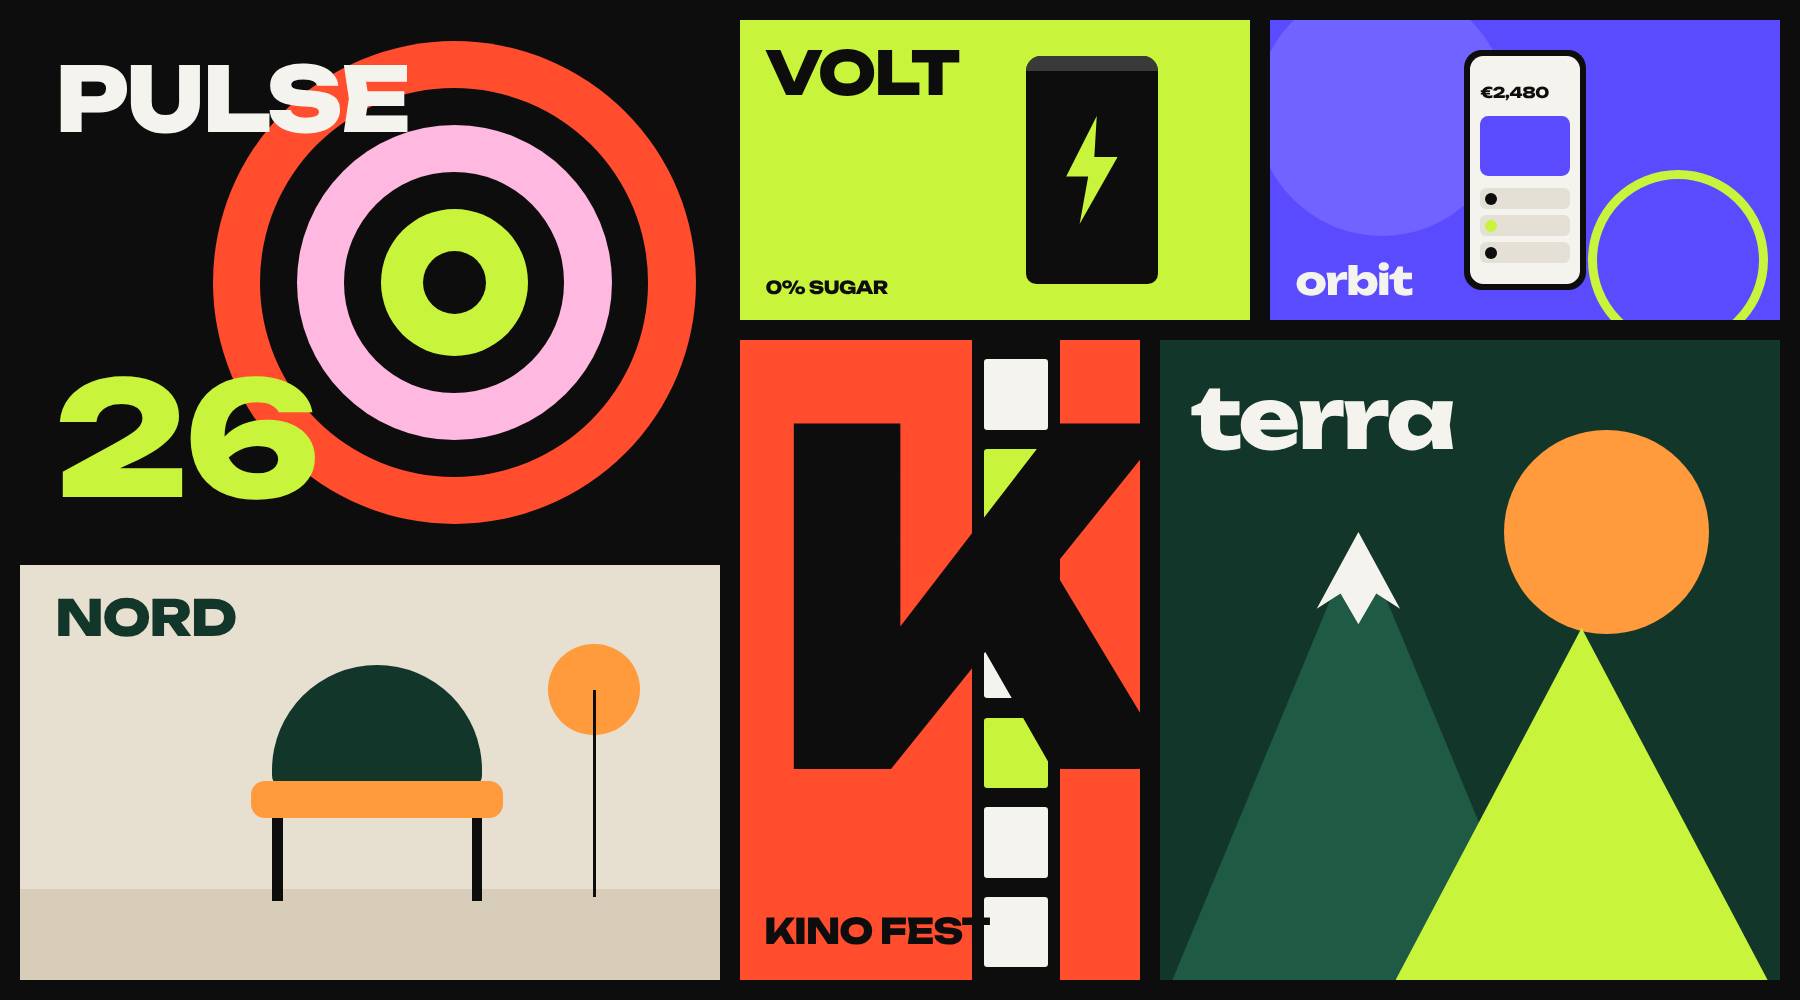 PULSE
26
VOLT
0% SUGAR
€2,480
orbit
NORD
K
KINO FEST
terra